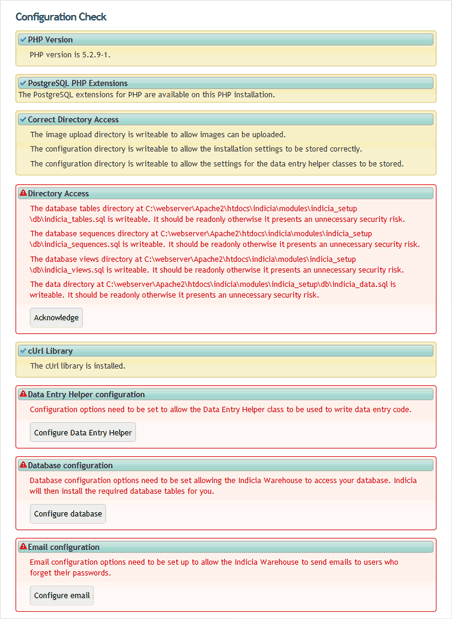 Configuration Check
PHP Version
PHP version is 5.2.9-1.
PostgreSQL PHP Extensions
The PostgreSQL extensions for PHP are available on this PHP installation.
Correct Directory Access
The image upload directory is writeable to allow images can be uploaded.
The configuration directory is writeable to allow the installation settings to be stored correctly.
The configuration directory is writeable to allow the settings for the data entry helper classes to be stored.
Directory Access
The database tables directory at C:\webserver\Apache2\htdocs\indicia\modules\indicia_setup
\db\indicia_tables.sql is writeable. It should be readonly otherwise it presents an unnecessary security risk.
The database sequences directory at C:\webserver\Apache2\htdocs\indicia\modules\indicia_setup
\db\indicia_sequences.sql is writeable. It should be readonly otherwise it presents an unnecessary security risk.
The database views directory at C:\webserver\Apache2\htdocs\indicia\modules\indicia_setup
\db\indicia_views.sql is writeable. It should be readonly otherwise it presents an unnecessary security risk.
The data directory at C:\webserver\Apache2\htdocs\indicia\modules\indicia_setup\db\indicia_data.sql is
writeable. It should be readonly otherwise it presents an unnecessary security risk.
Acknowledge
cUrl Library
The cUrl library is installed.
Data Entry Helper configuration
Configuration options need to be set to allow the Data Entry Helper class to be used to write data entry code.
Configure Data Entry Helper
Database configuration
Database configuration options need to be set allowing the Indicia Warehouse to access your database. Indicia
will then install the required database tables for you.
Configure database
Email configuration
Email configuration options need to be set up to allow the Indicia Warehouse to send emails to users who
forget their passwords.
Configure email